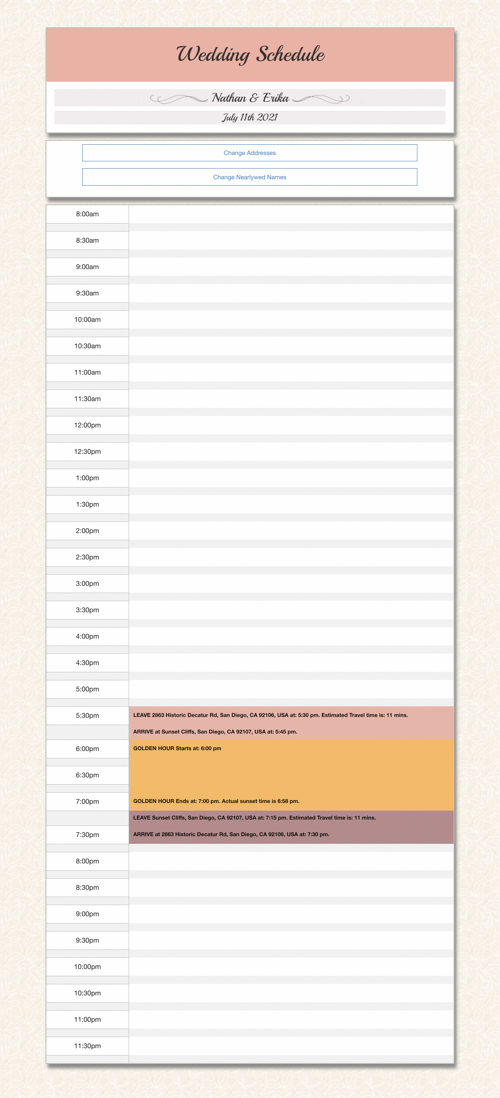 Wedding Schedule
Nathan & Erika
July 11th 2021
Change Addresses
Change Nearlywed Names
8:00am
8:30am
9:00am
9:30am
10:00am
10:30am
11:00am
11:30am
12:00pm
12:30pm
1:00pm
1:30pm
2:00pm
2:30pm
3:00pm
3:30pm
4:00pm
4:30pm
5:00pm
5:30pm LEAVE 2863 Historic Decatur Rd, San Diego, CA 92106, USA at: 5:30 pm. Estimated Travel time is: 11 mins.
ARRIVE at Sunset Cliffs, San Diego, CA 92107, USA at: 5:45 pm.
6:00pm GOLDEN HOUR Starts at: 6:00 pm
6:30pm
7:00pm GOLDEN HOUR Ends at: 7:00 pm. Actual sunset time is 6:58 pm.
LEAVE Sunset Cliffs, San Diego, CA 92107, USA at: 7:15 pm. Estimated Travel time is: 11 mins.
7:30pm ARRIVE at 2863 Historic Decatur Rd, San Diego, CA 92106, USA at: 7:30 pm.
8:00pm
8:30pm
9:00pm
9:30pm
10:00pm
10:30pm
11:00pm
11:30pm